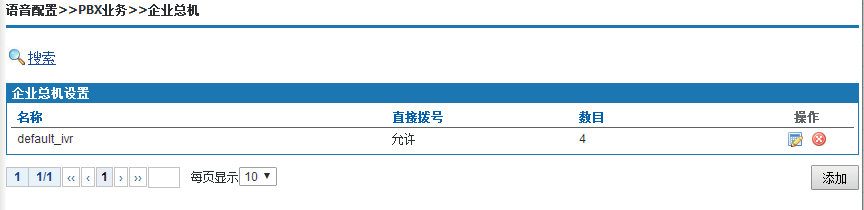 语音配置>>PBX业务>>企业总机
搜索
企业总机设置
名称 直接拨号 数目 操作
default_ivr 允许 4
1 1/1 ‹‹ ‹ 1 › ›› 每页显示 10 ▼ 添加